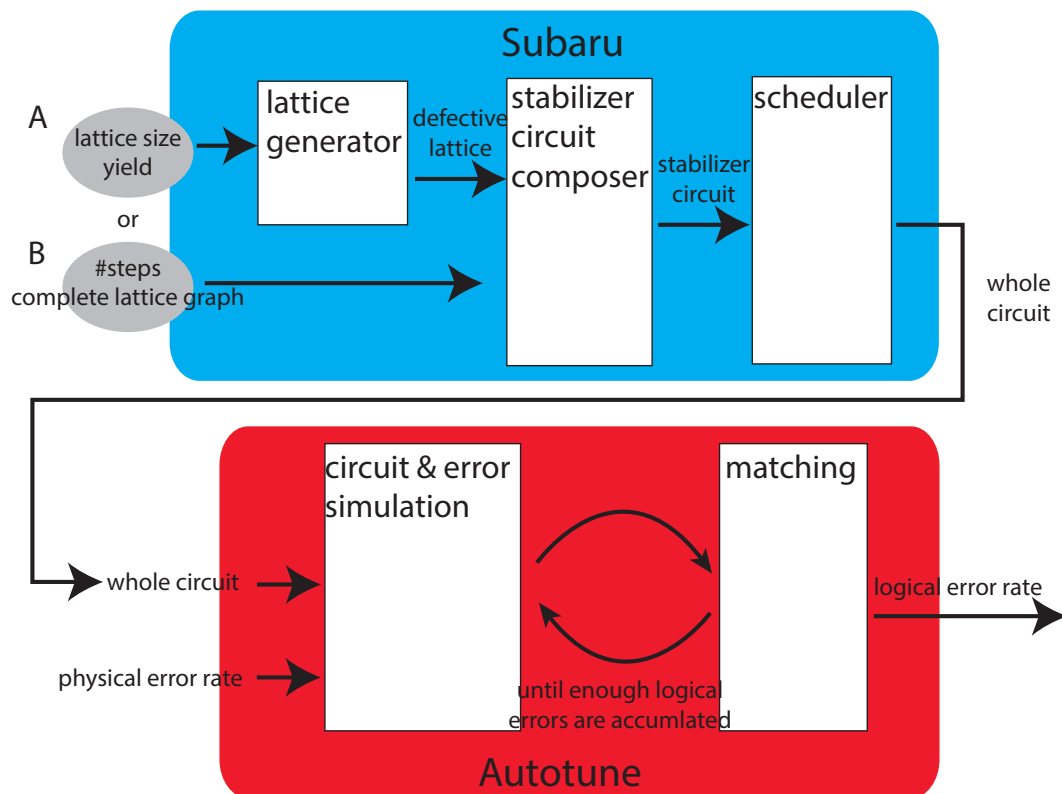 Subaru
A
lattice size
yield
or
B
#steps
complete lattice graph
lattice
generator
defective
lattice
stabilizer
circuit
composer
stabilizer
circuit
scheduler
whole
circuit
circuit & error
simulation
matching
whole circuit
physical error rate
until enough logical
errors are accumlated
logical error rate
Autotune